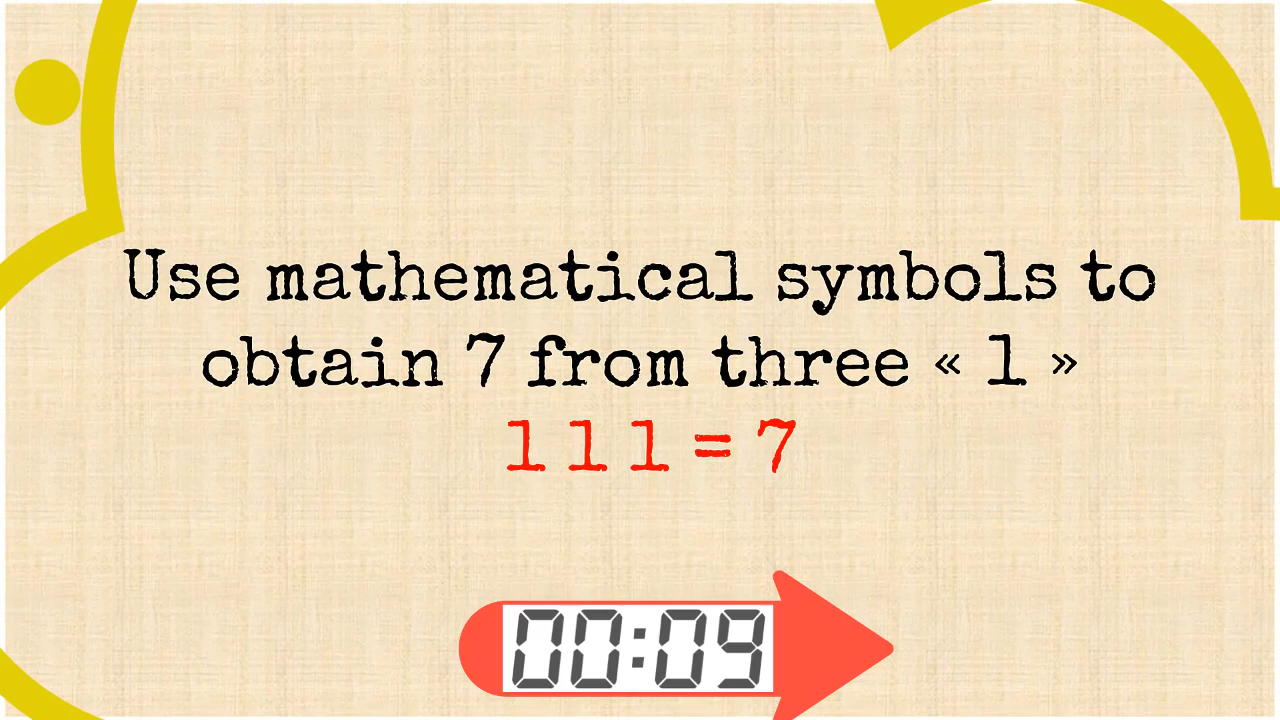 Use mathematical symbols to
obtain 7 from three « 1 »
1 1 1 = 7
00:09